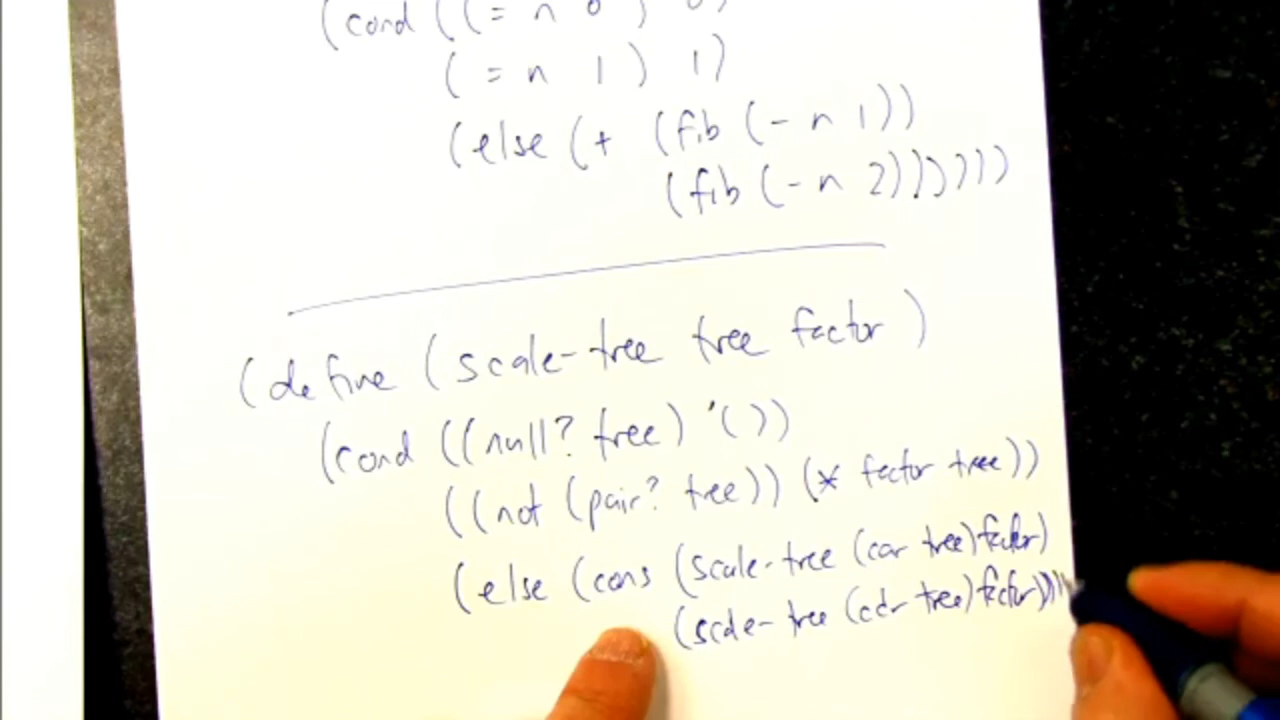 (cond ((= n 0) 0)
(= n 1) 1)
(else (+ (fib (- n 1))
(fib (- n 2))))))
(define (scale-tree tree factor)
(cond ((null? tree) '())
((not (pair? tree)) (* factor tree))
(else (cons (scale-tree (car tree) factor)
(scale-tree (cdr tree) factor)))))